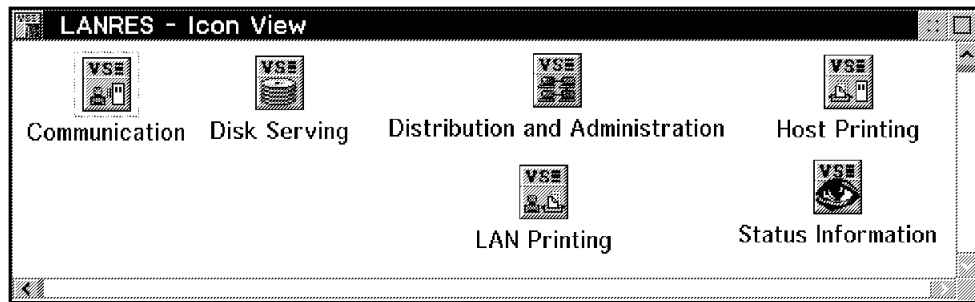 VSE LANRES - Icon View
VSE VSE VSE VSE
Communication Disk Serving Distribution and Administration Host Printing
VSE VSE
LAN Printing Status Information